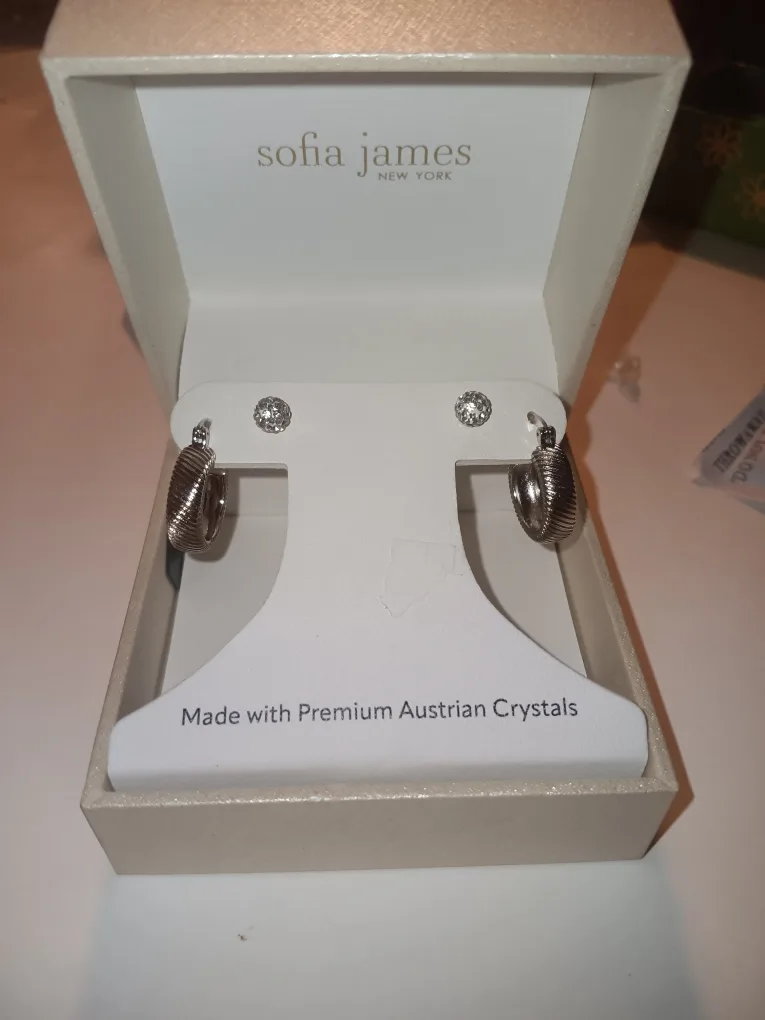 sofia james
NEW YORK
Made with Premium Austrian Crystals